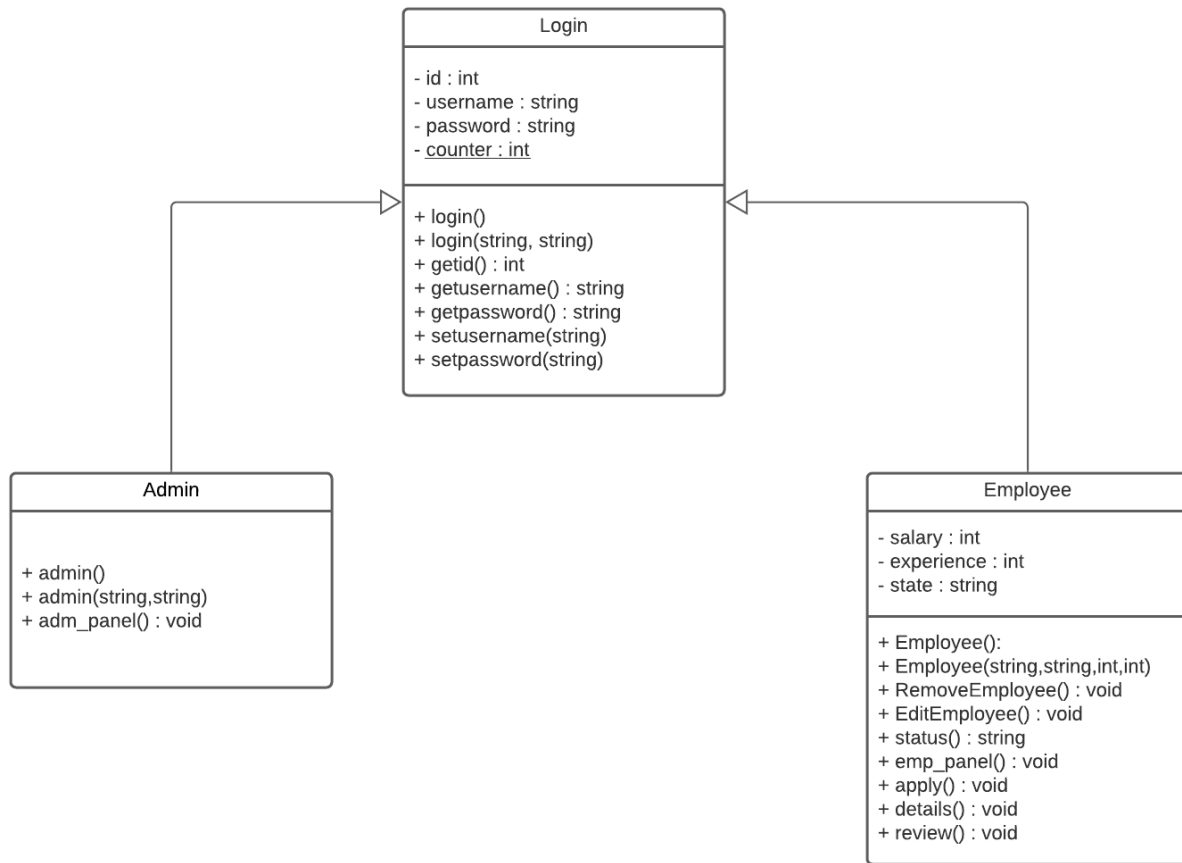 Login
- id : int
- username : string
- password : string
- counter : int
+ login()
+ login(string, string)
+ getid() : int
+ getusername() : string
+ getpassword() : string
+ setusername(string)
+ setpassword(string)
Admin
+ admin()
+ admin(string,string)
+ adm_panel() : void
Employee
- salary : int
- experience : int
- state : string
+ Employee():
+ Employee(string,string,int,int)
+ RemoveEmployee() : void
+ EditEmployee() : void
+ status() : string
+ emp_panel() : void
+ apply() : void
+ details() : void
+ review() : void